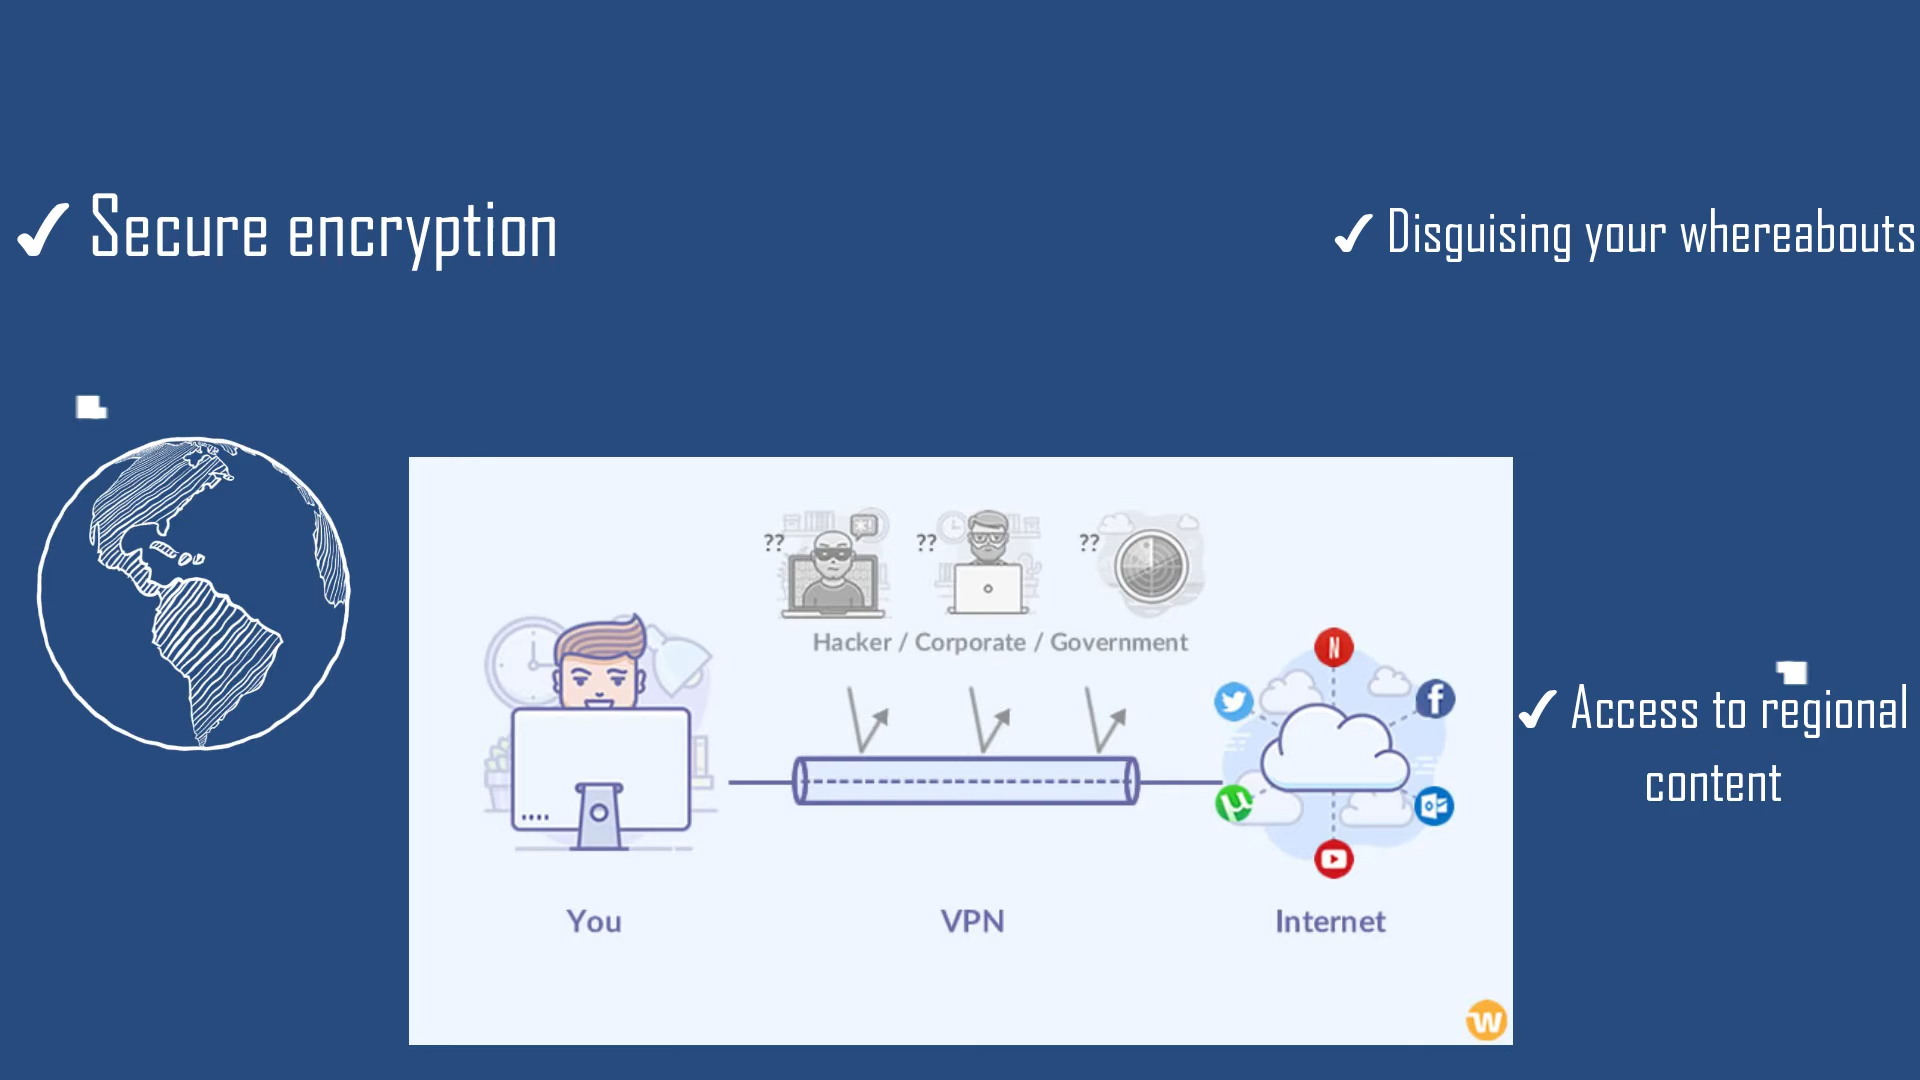 ✔ Secure encryption
✔ Disguising your whereabouts
?? ?? ??
Hacker / Corporate / Government
N
f
✔ Access to regional
content
You
VPN
Internet
W